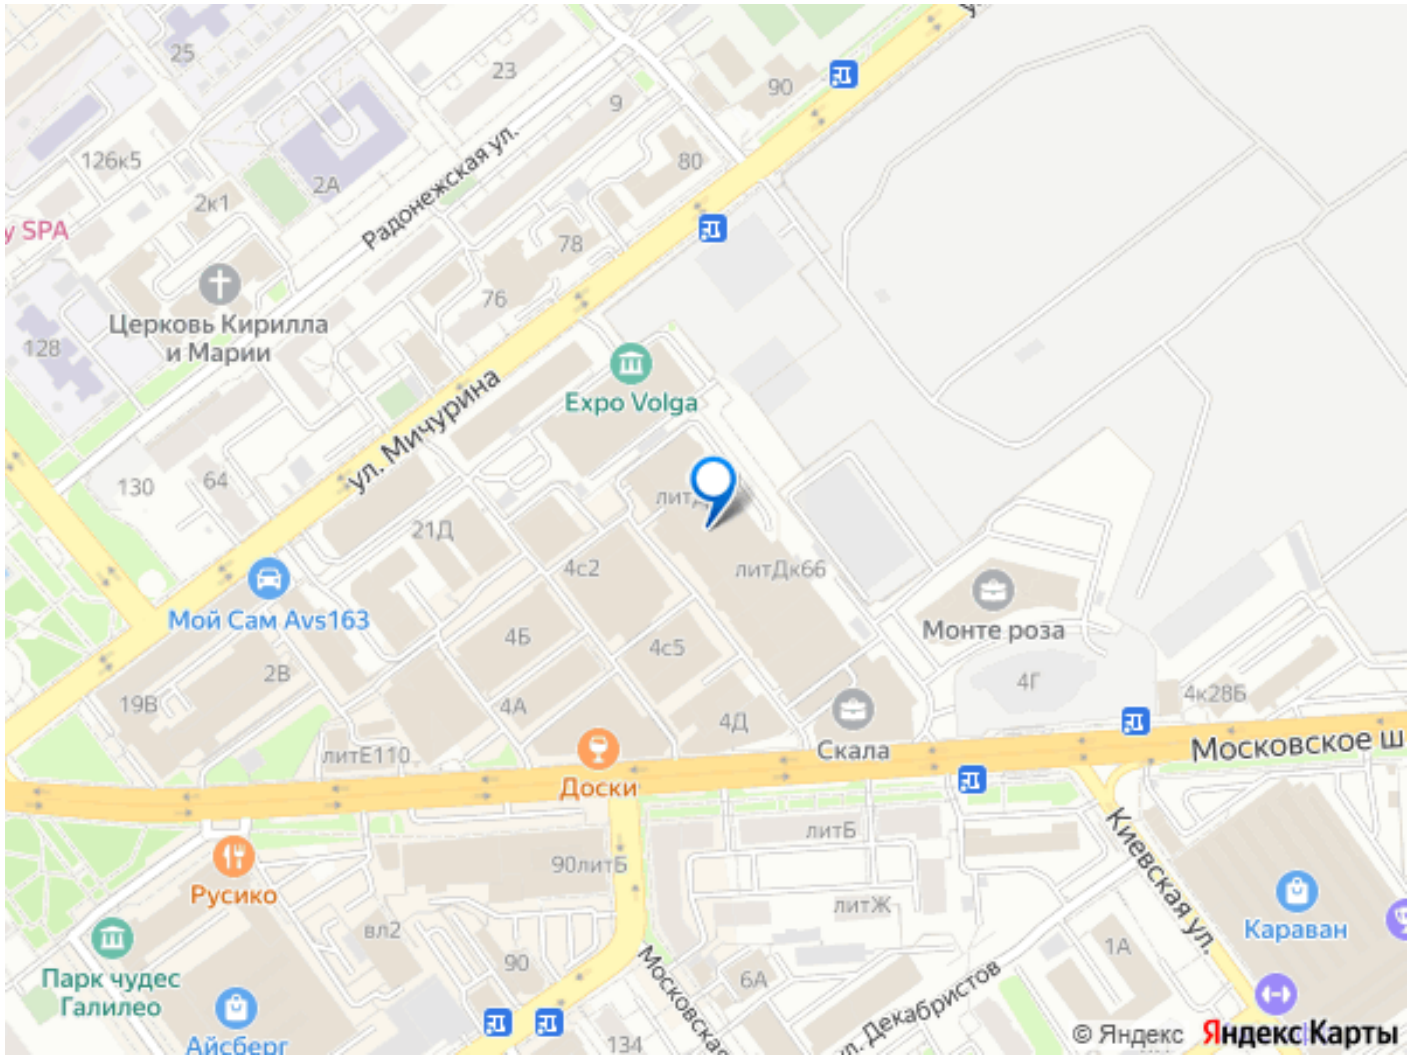 25
23
9
90
126к5
2А
2к1
80
Радонежская ул.
у SPA
78
76
Церковь Кирилла
и Марии
128
Expo Volga
ул. Мичурина
130
64
21Д
4с2
литДк66
Мой Сам Avs163
4Б
4с5
Монте роза
2В
19В
4А
4Д
4Г
4к28Б
литЕ110
Скала
Московское ш
Доски
литБ
90литБ
Киевская ул.
Русико
литЖ
вл2
Караван
1А
90
6А
Парк чудес
Галилео
Московская
ул. Декабристов
Айсберг
134
© Яндекс Яндекс Карты